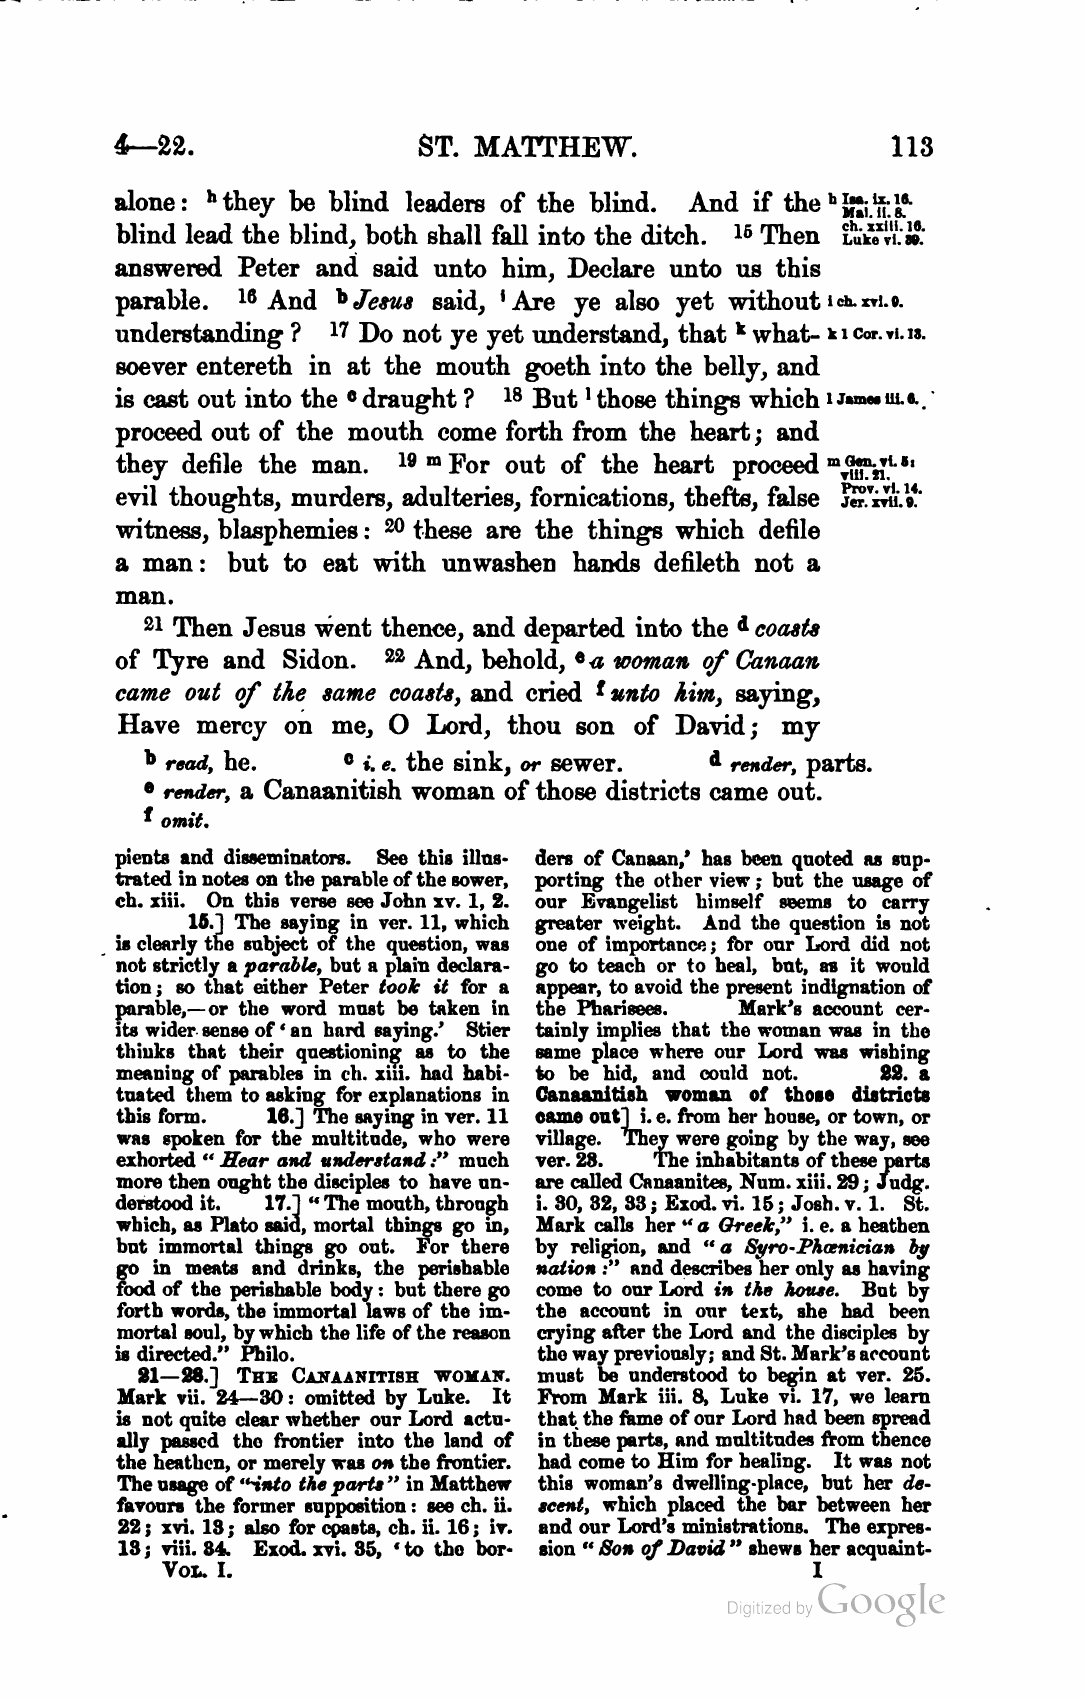 4—22. ST. MATTHEW. 113
alone: h they be blind leaders of the blind. And if the
blind lead the blind, both shall fall into the ditch. 15 Then
answered Peter and said unto him, Declare unto us this
parable. 16 And b Jesus said, i Are ye also yet without
understanding? 17 Do not ye yet understand, that k what-
soever entereth in at the mouth goeth into the belly, and
is cast out into the c draught? 18 But l those things which
proceed out of the mouth come forth from the heart; and
they defile the man. 19 m For out of the heart proceed
evil thoughts, murders, adulteries, fornications, thefts, false
witness, blasphemies: 20 these are the things which defile
a man: but to eat with unwashen hands defileth not a
man.
21 Then Jesus went thence, and departed into the d coasts
of Tyre and Sidon. 22 And, behold, e a woman of Canaan
came out of the same coasts, and cried f unto him, saying,
Have mercy on me, O Lord, thou son of David; my
h Isa. ix. 16.
Mal. ii. 8.
ch. xxiii. 16.
Luke vi. 39.
i ch. xvi. 9.
k 1 Cor. vi. 13.
l James iii. 6.
m Gen. vi. 5;
viii. 21.
Prov. vi. 14.
Jer. xvii. 9.
b read, he. c i. e. the sink, or sewer. d render, parts.
e render, a Canaanitish woman of those districts came out.
f omit.
pients and disseminators. See this illus-
trated in notes on the parable of the sower,
ch. xiii. On this verse see John xv. 1, 2.
15.] The saying in ver. 11, which
is clearly the subject of the question, was
not strictly a parable, but a plain declara-
tion; so that either Peter took it for a
parable,—or the word must be taken in
its wider sense of ‘an hard saying.’ Stier
thinks that their questioning as to the
meaning of parables in ch. xiii. had habi-
tuated them to asking for explanations in
this form. 16.] The saying in ver. 11
was spoken for the multitude, who were
exhorted “Hear and understand:” much
more then ought the disciples to have un-
derstood it. 17.] “The mouth, through
which, as Plato said, mortal things go in,
but immortal things go out. For there
go in meats and drinks, the perishable
food of the perishable body: but there go
forth words, the immortal laws of the im-
mortal soul, by which the life of the reason
is directed.” Philo.
21—28.] THE CANAANITISH WOMAN.
Mark vii. 24—30: omitted by Luke. It
is not quite clear whether our Lord actu-
ally passed the frontier into the land of
the heathen, or merely was on the frontier.
The usage of “into the parts” in Matthew
favours the former supposition: see ch. ii.
22; xvi. 13; also for coasts, ch. ii. 16; iv.
13; viii. 34. Exod. xvi. 35, ‘to the bor-
VOL. I.
ders of Canaan,’ has been quoted as sup-
porting the other view; but the usage of
our Evangelist himself seems to carry
greater weight. And the question is not
one of importance; for our Lord did not
go to teach or to heal, but, as it would
appear, to avoid the present indignation of
the Pharisees. Mark’s account cer-
tainly implies that the woman was in the
same place where our Lord was wishing
to be hid, and could not. 22. a
Canaanitish woman of those districts
came out] i. e. from her house, or town, or
village. They were going by the way, see
ver. 23. The inhabitants of these parts
are called Canaanites, Num. xiii. 29; Judg.
i. 30, 32, 33; Exod. vi. 15; Josh. v. 1. St.
Mark calls her “a Greek,” i. e. a heathen
by religion, and “a Syro-Phœnician by
nation:” and describes her only as having
come to our Lord in the house. But by
the account in our text, she had been
crying after the Lord and the disciples by
the way previously; and St. Mark’s account
must be understood to begin at ver. 25.
From Mark iii. 8, Luke vi. 17, we learn
that the fame of our Lord had been spread
in these parts, and multitudes from thence
had come to Him for healing. It was not
this woman’s dwelling-place, but her de-
scent, which placed the bar between her
and our Lord’s ministrations. The expres-
sion “Son of David” shews her acquaint-
I
Digitized by Google